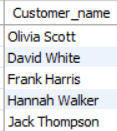 Customer_name
Olivia Scott
David White
Frank Harris
Hannah Walker
Jack Thompson